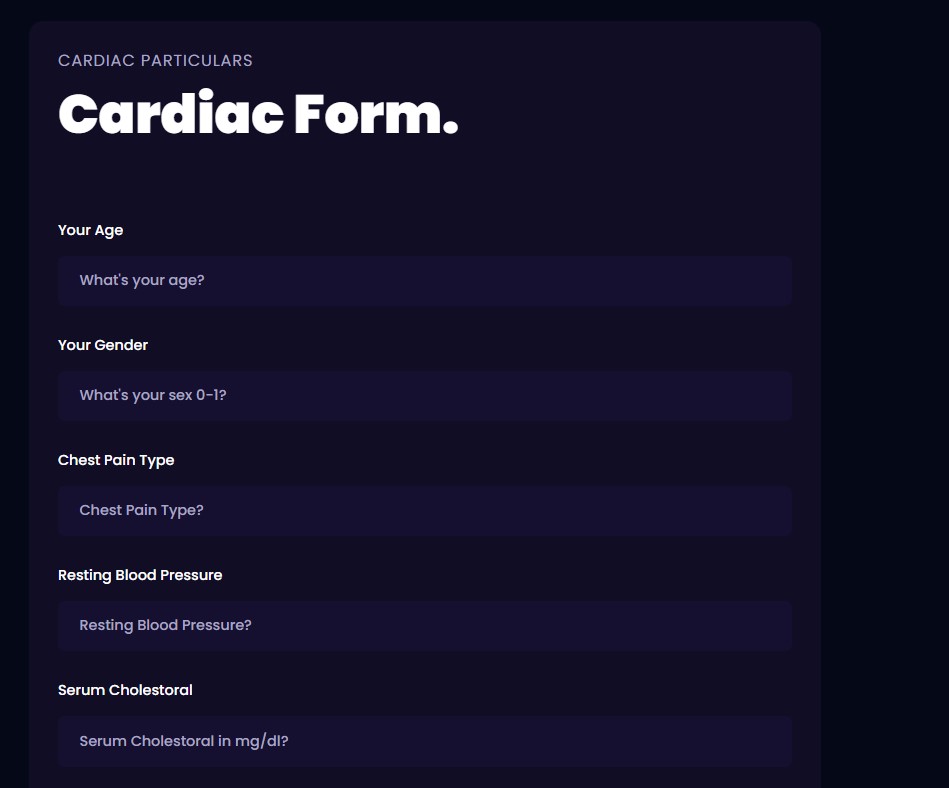 CARDIAC PARTICULARS
Cardiac Form.
Your Age
What's your age?
Your Gender
What's your sex 0-1?
Chest Pain Type
Chest Pain Type?
Resting Blood Pressure
Resting Blood Pressure?
Serum Cholestoral
Serum Cholestoral in mg/dl?